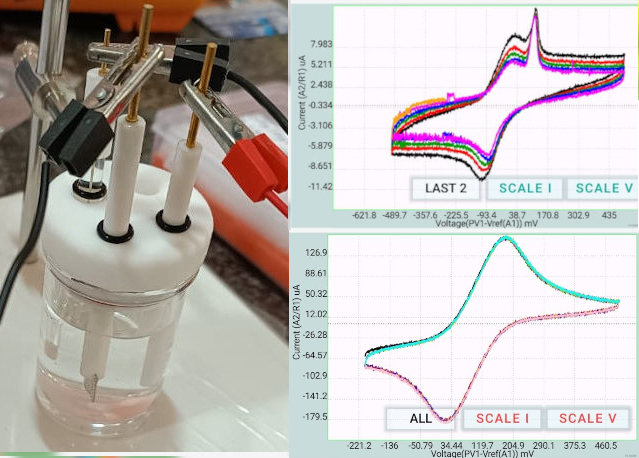 7.983
5.211
2.438
-0.334
-3.106
-5.879
-8.651
-11.42
Current (A2/R1) uA
LAST 2
SCALE I
SCALE V
-621.8 -489.7 -357.6 -225.5 -93.4 38.7 170.8 302.9 435
Voltage(PV1-Vref(A1)) mV
126.9
88.61
50.32
12.02
-26.28
-64.57
-102.9
-141.2
-179.5
Current (A2/R1) uA
ALL
SCALE I
SCALE V
-221.2 -136 -50.79 34.44 119.7 204.9 290.1 375.3 460.5
Voltage(PV1-Vref(A1)) mV